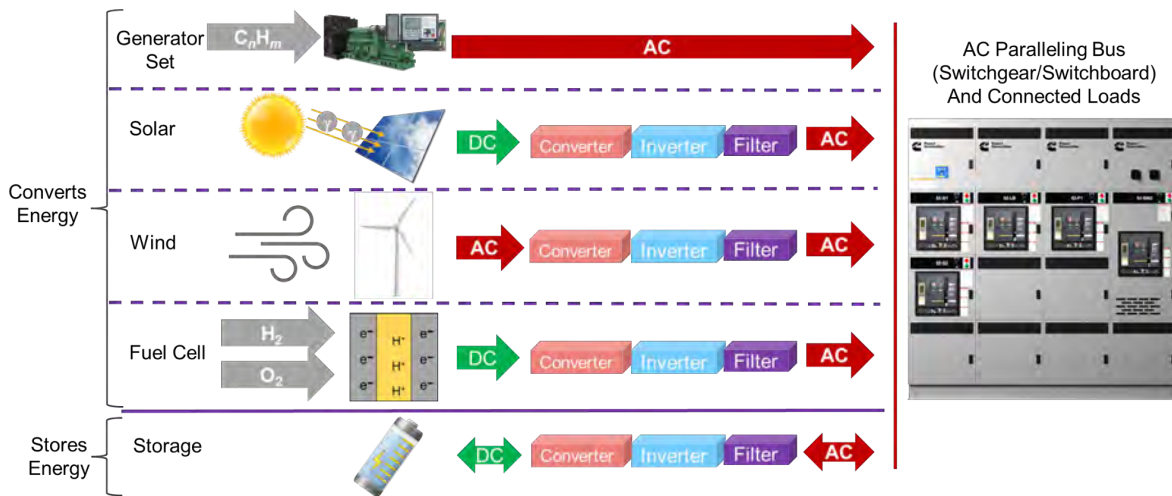 Generator
Set
CₙHₘ
AC
Solar
γ
γ
DC
Converter
Inverter
Filter
AC
Converts
Energy
Wind
AC
Converter
Inverter
Filter
AC
Fuel Cell
H₂
O₂
e⁻
e⁻
e⁻
H⁺
H⁺
H⁺
e⁻
e⁻
e⁻
DC
Converter
Inverter
Filter
AC
Stores
Energy
Storage
DC
Converter
Inverter
Filter
AC
AC Paralleling Bus
(Switchgear/Switchboard)
And Connected Loads